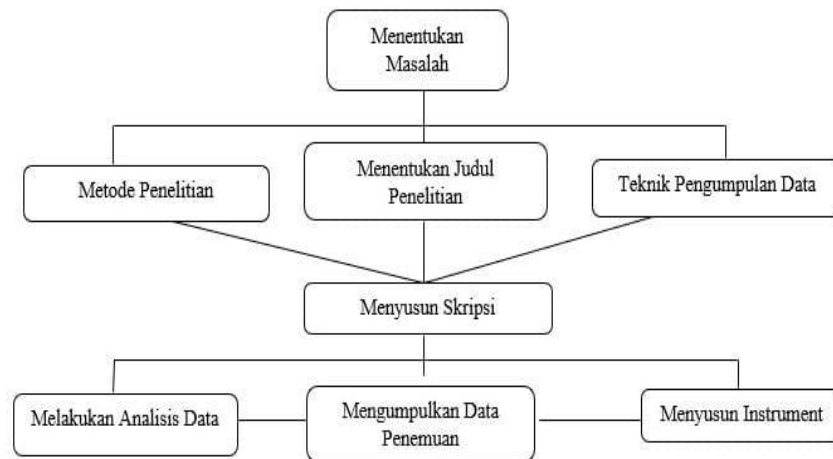 Menentukan
Masalah
Metode Penelitian
Menentukan Judul
Penelitian
Teknik Pengumpulan Data
Menyusun Skripsi
Melakukan Analisis Data
Mengumpulkan Data
Penemuan
Menyusun Instrument